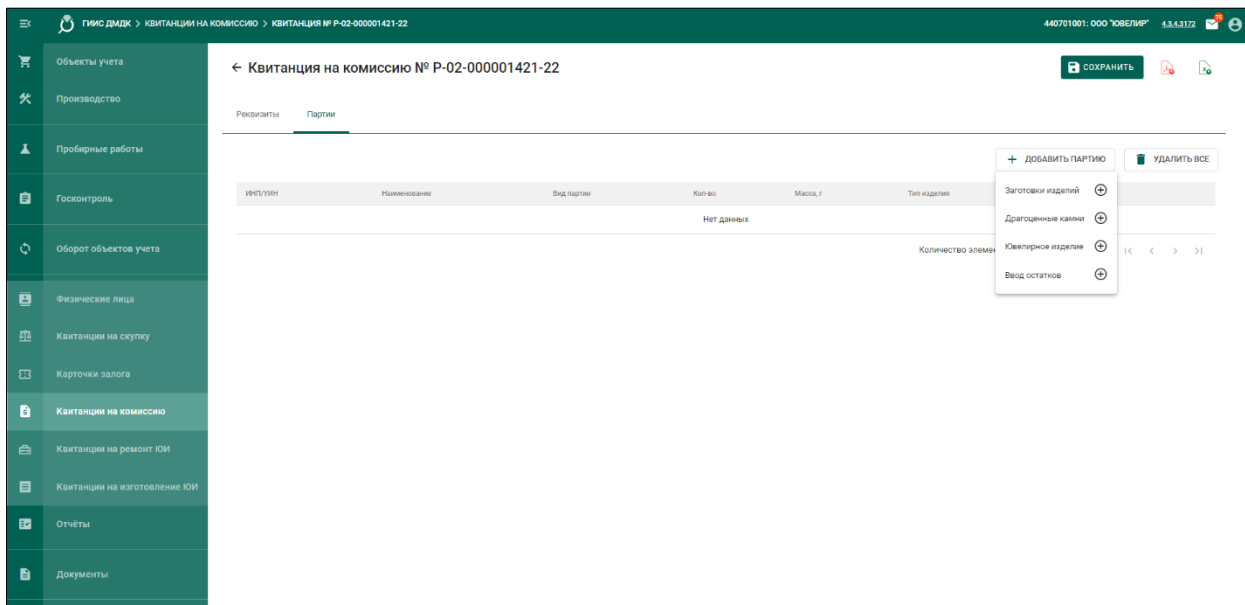 ГИИС ДМДК > КВИТАНЦИИ НА КОМИССИЮ > КВИТАНЦИЯ № Р-02-000001421-22
440701001: ООО "ЮВЕЛИР" 4.3.4.3172
Объекты учета
Производство
Пробирные работы
Госконтроль
Оборот объектов учета
Физические лица
Квитанции на скупку
Карточки залога
Квитанции на комиссию
Квитанции на ремонт ЮИ
Квитанции на изготовление ЮИ
Отчёты
Документы
← Квитанция на комиссию № Р-02-000001421-22
СОХРАНИТЬ
Реквизиты Партии
+ ДОБАВИТЬ ПАРТИЮ УДАЛИТЬ ВСЕ
ИНП/УИН Наименование Вид партии Кол-во Масса, г Тип изделия
Нет данных
Количество элемен
Заготовки изделий
Драгоценные камни
Ювелирное изделие
Ввод остатков